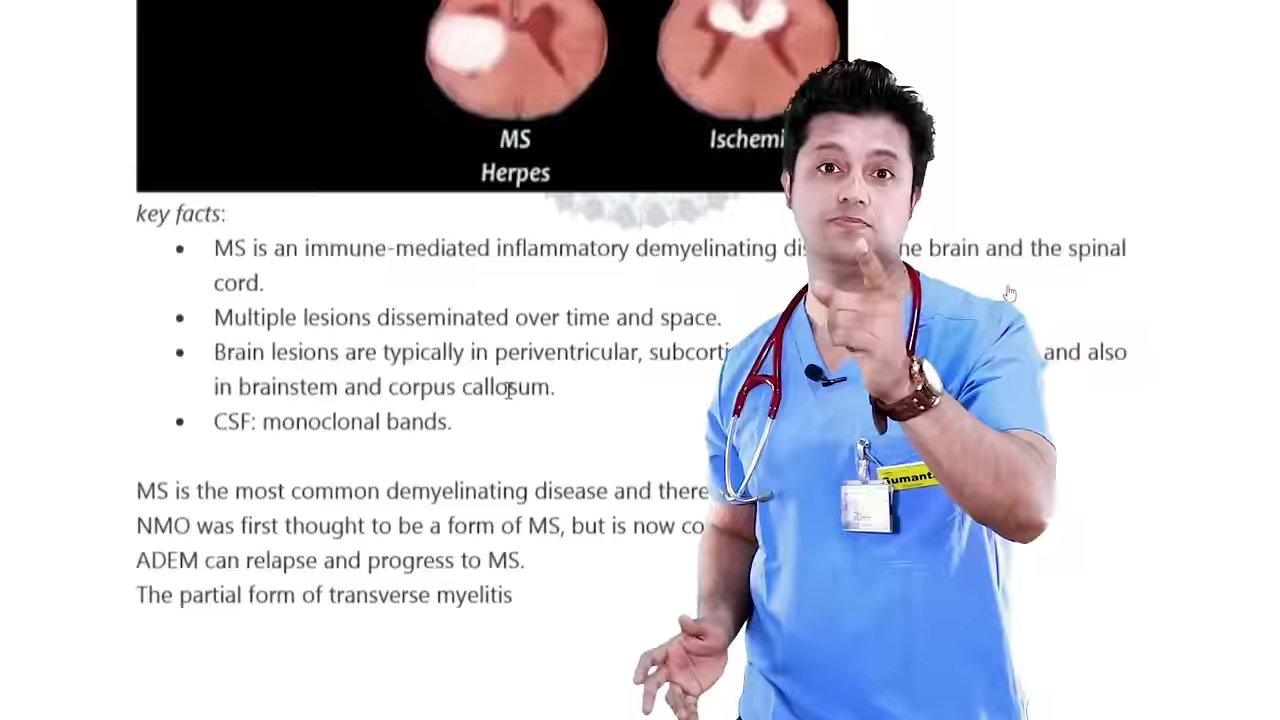 MS
Herpes
Ischemi
key facts:
• MS is an immune-mediated inflammatory demyelinating brain and the spinal
cord.
• Multiple lesions disseminated over time and space.
• Brain lesions are typically in periventricular, and also
in brainstem and corpus callosum.
• CSF: monoclonal bands.
MS is the most common demyelinating disease and there
NMO was first thought to be a form of MS, but is now co
ADEM can relapse and progress to MS.
The partial form of transverse myelitis
Sumant